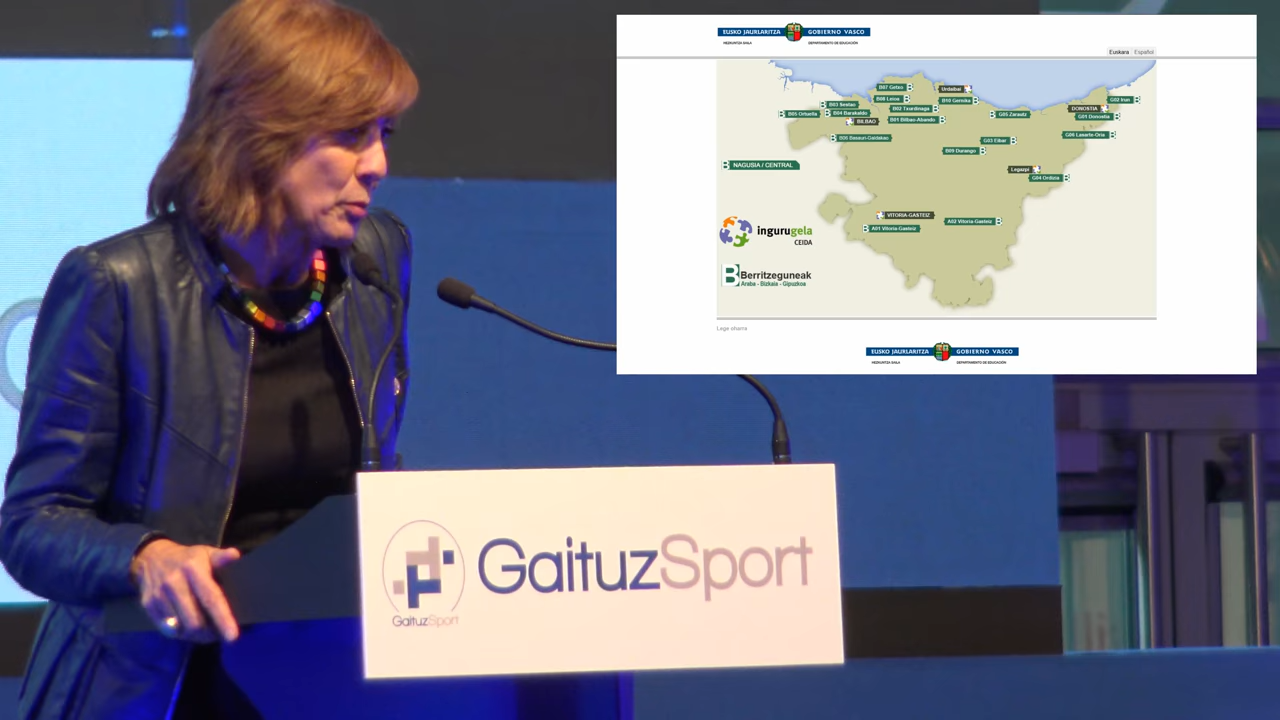 EUSKO JAURLARITZA
GOBIERNO VASCO
HEZKUNTZA SAILA
DEPARTAMENTO DE EDUCACIÓN
Euskara
Español
B07 Getxo
Urdaibai
B08 Leioa
B10 Gernika
G02 Irun
B03 Sestao
B02 Txurdinaga
DONOSTIA
B05 Ortuella
B04 Barakaldo
G05 Zarautz
G01 Donostia
BILBAO
B01 Bilbao-Abando
B06 Basauri-Galdakao
G03 Eibar
G06 Lasarte-Oria
B09 Durango
B NAGUSIA / CENTRAL
Legazpi
G04 Ordizia
VITORIA-GASTEIZ
A02 Vitoria-Gasteiz
A01 Vitoria-Gasteiz
ingurugela
CEIDA
B Berritzeguneak
Araba - Bizkaia - Gipuzkoa
Lege oharra
EUSKO JAURLARITZA
GOBIERNO VASCO
HEZKUNTZA SAILA
DEPARTAMENTO DE EDUCACIÓN
GaituzSport
GaituzSport